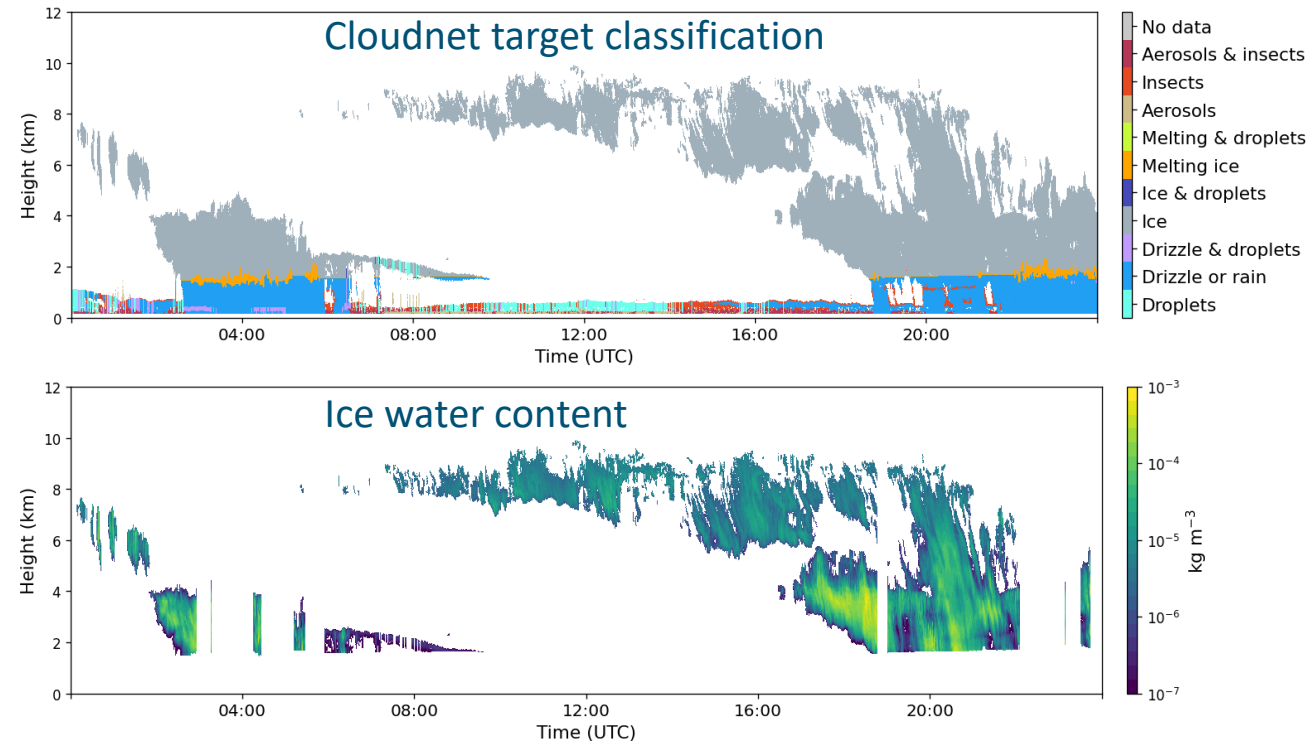 Cloudnet target classification
12
10
8
6
4
2
0
Height (km)
04:00
08:00
12:00
16:00
20:00
Time (UTC)
No data
Aerosols & insects
Insects
Aerosols
Melting & droplets
Melting ice
Ice & droplets
Ice
Drizzle & droplets
Drizzle or rain
Droplets
Ice water content
12
10
8
6
4
2
0
Height (km)
04:00
08:00
12:00
16:00
20:00
Time (UTC)
10⁻³
10⁻⁴
10⁻⁵
10⁻⁶
10⁻⁷
kg m⁻³